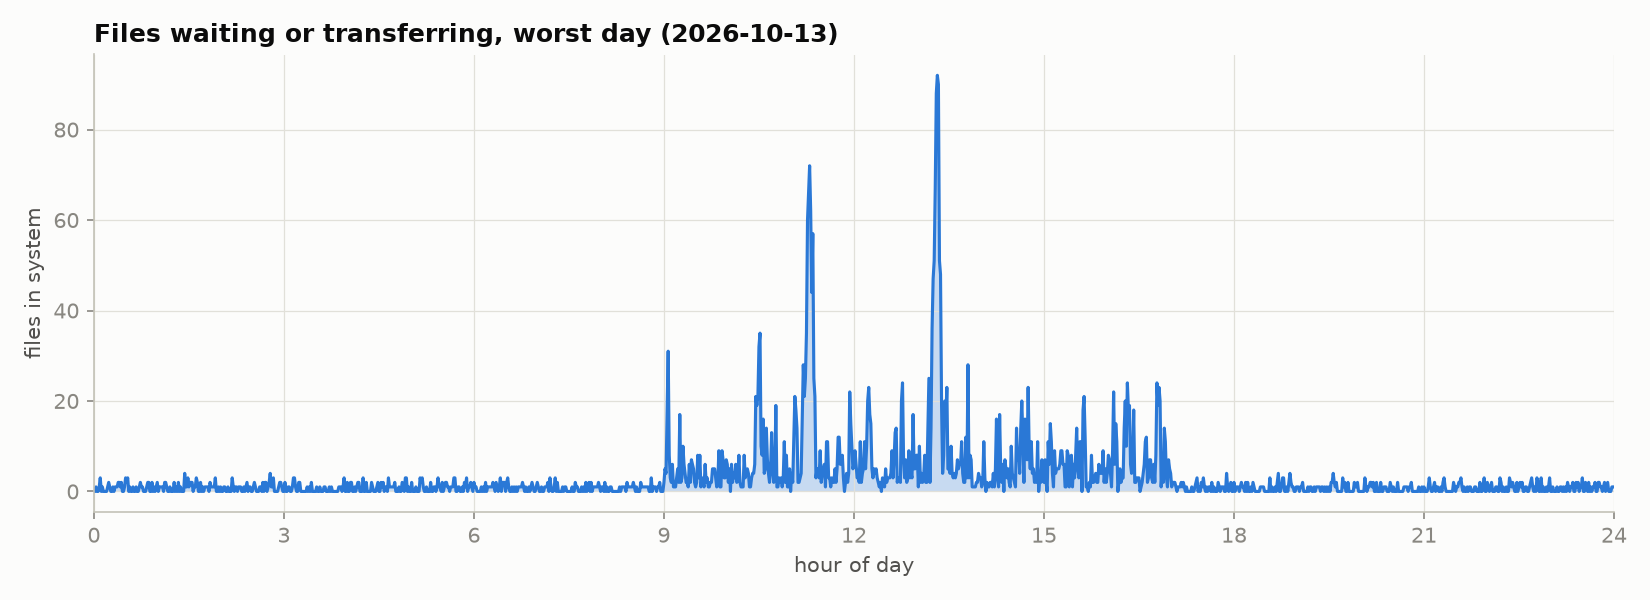 Files waiting or transferring, worst day (2026-10-13)
files in system
80
60
40
20
0
0 3 6 9 12 15 18 21 24
hour of day